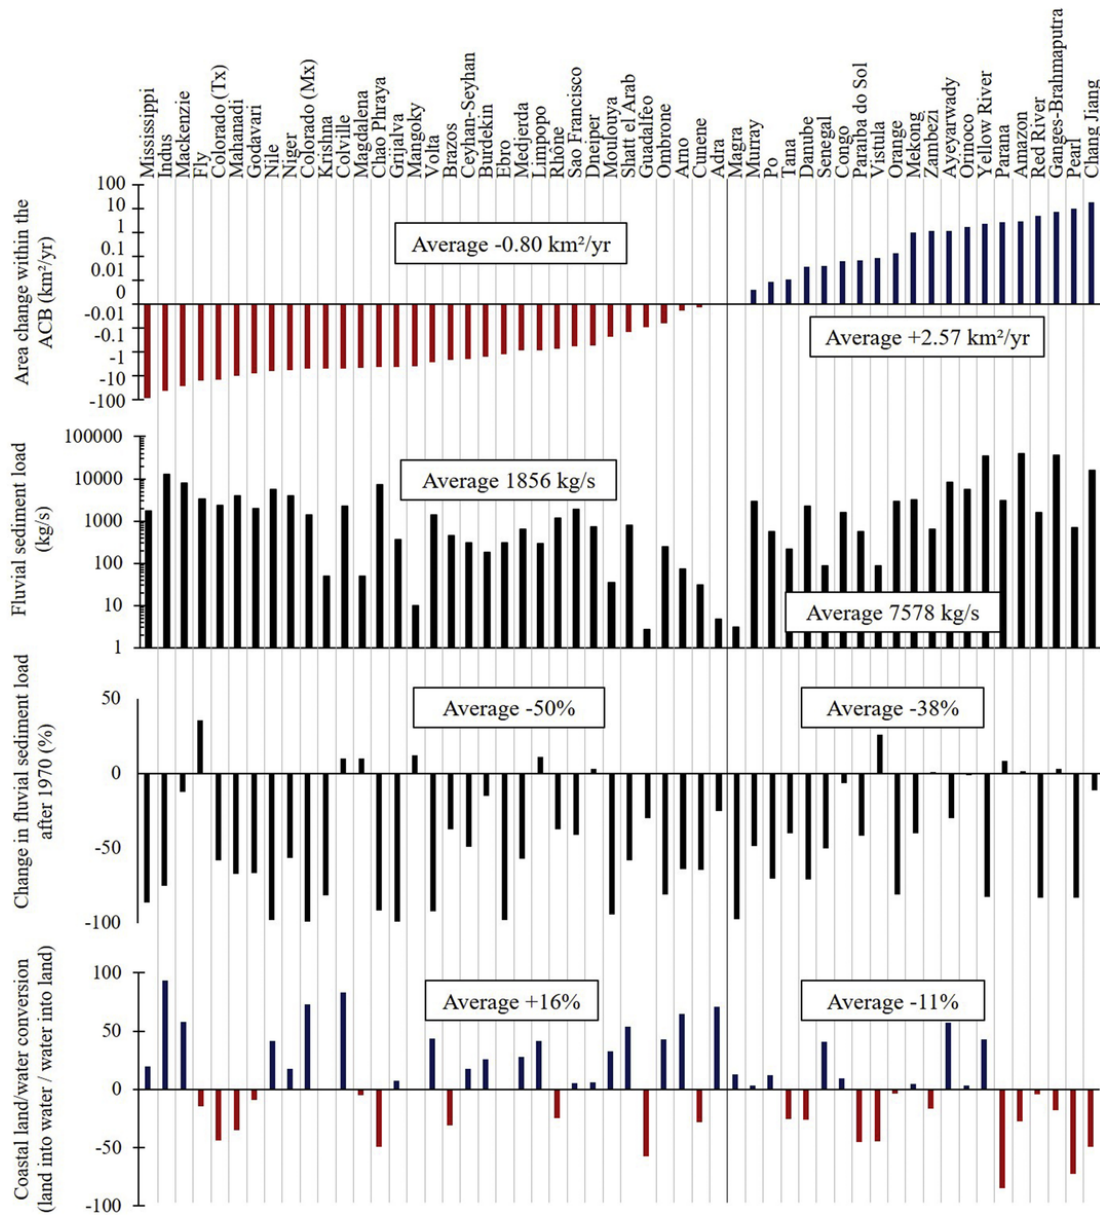 Mississippi
Indus
Mackenzie
Fly
Colorado (Tx)
Mahanadi
Godavari
Nile
Niger
Colorado (Mx)
Krishna
Colville
Magdalena
Chao Phraya
Grijalva
Mangoky
Volta
Brazos
Ceyhan-Seyhan
Burdekin
Ebro
Medjerda
Limpopo
Rhône
Sao Francisco
Dneiper
Moulouya
Shatt el Arab
Guadalfeo
Ombrone
Arno
Cunene
Adra
Magra
Murray
Po
Tana
Danube
Senegal
Congo
Paraiba do Sol
Vistula
Orange
Mekong
Zambezi
Ayeyarwady
Orinoco
Yellow River
Parana
Amazon
Red River
Ganges-Brahmaputra
Pearl
Chang Jiang
Area change within the
ACB (km²/yr)
100
10
1
0.1
0.01
0
-0.01
-0.1
-1
-10
-100
Average -0.80 km²/yr
Average +2.57 km²/yr
Fluvial sediment load
(kg/s)
100000
10000
1000
100
10
1
Average 1856 kg/s
Average 7578 kg/s
Change in fluvial sediment load
after 1970 (%)
50
0
-50
-100
Average -50%
Average -38%
Coastal land/water conversion
(land into water / water into land)
100
50
0
-50
-100
Average +16%
Average -11%